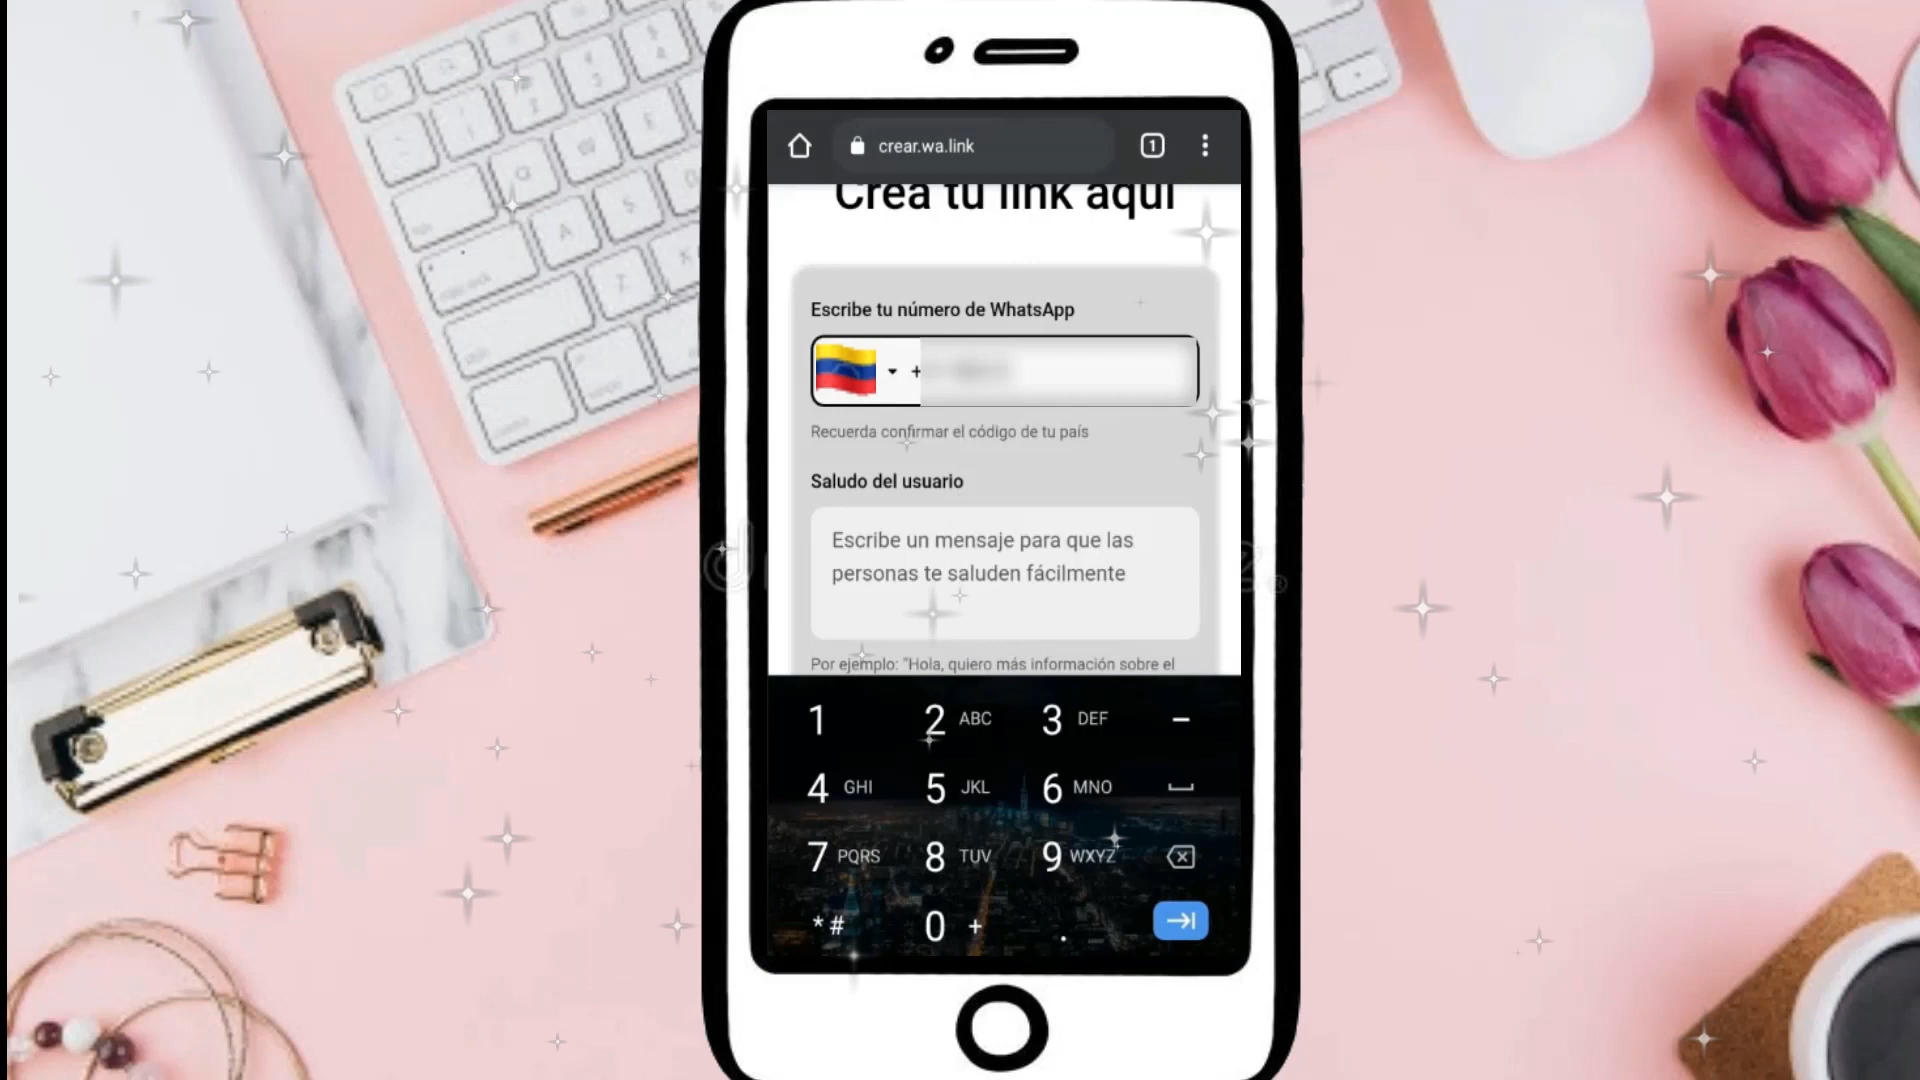 crear.wa.link
1
Crea tu link aquí
Escribe tu número de WhatsApp
+
Recuerda confirmar el código de tu país
Saludo del usuario
Escribe un mensaje para que las
personas te saluden fácilmente
Por ejemplo: "Hola, quiero más información sobre el
1 2 ABC 3 DEF -
4 GHI 5 JKL 6 MNO
7 PQRS 8 TUV 9 WXYZ
*# 0 + .